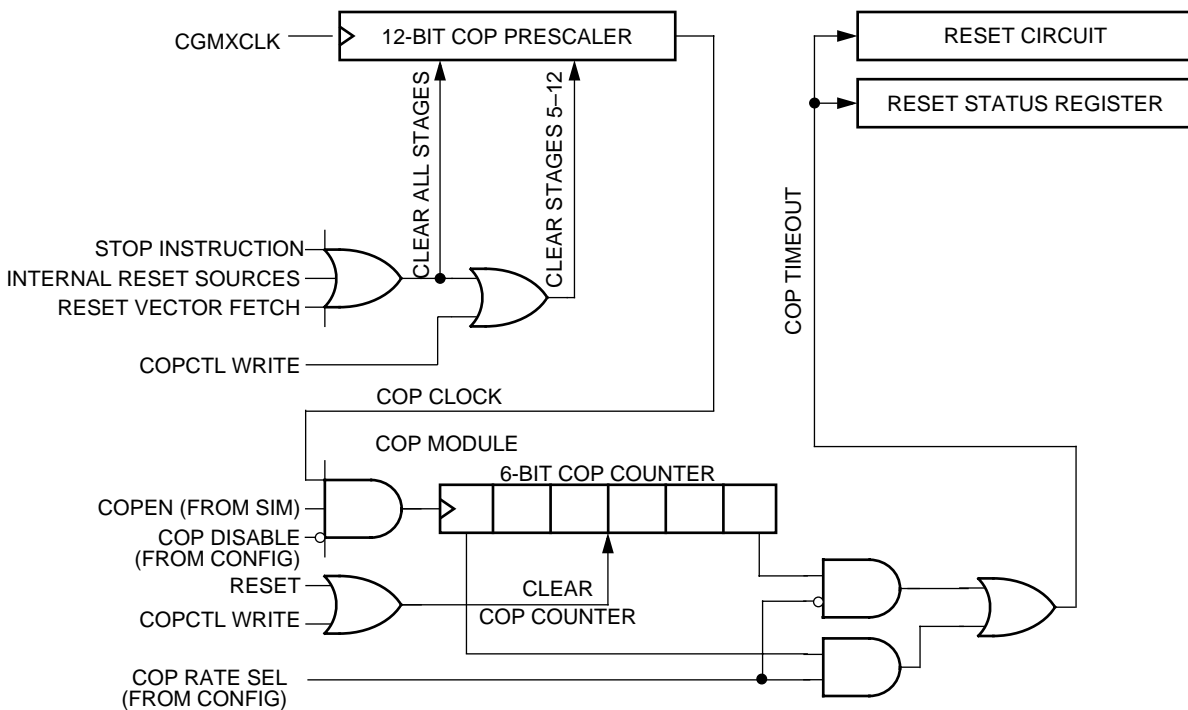 CGMXCLK
12-BIT COP PRESCALER
RESET CIRCUIT
RESET STATUS REGISTER
CLEAR ALL STAGES
CLEAR STAGES 5–12
STOP INSTRUCTION
INTERNAL RESET SOURCES
RESET VECTOR FETCH
COPCTL WRITE
COP TIMEOUT
COP CLOCK
COP MODULE
6-BIT COP COUNTER
COPEN (FROM SIM)
COP DISABLE
(FROM CONFIG)
RESET
COPCTL WRITE
CLEAR
COP COUNTER
COP RATE SEL
(FROM CONFIG)